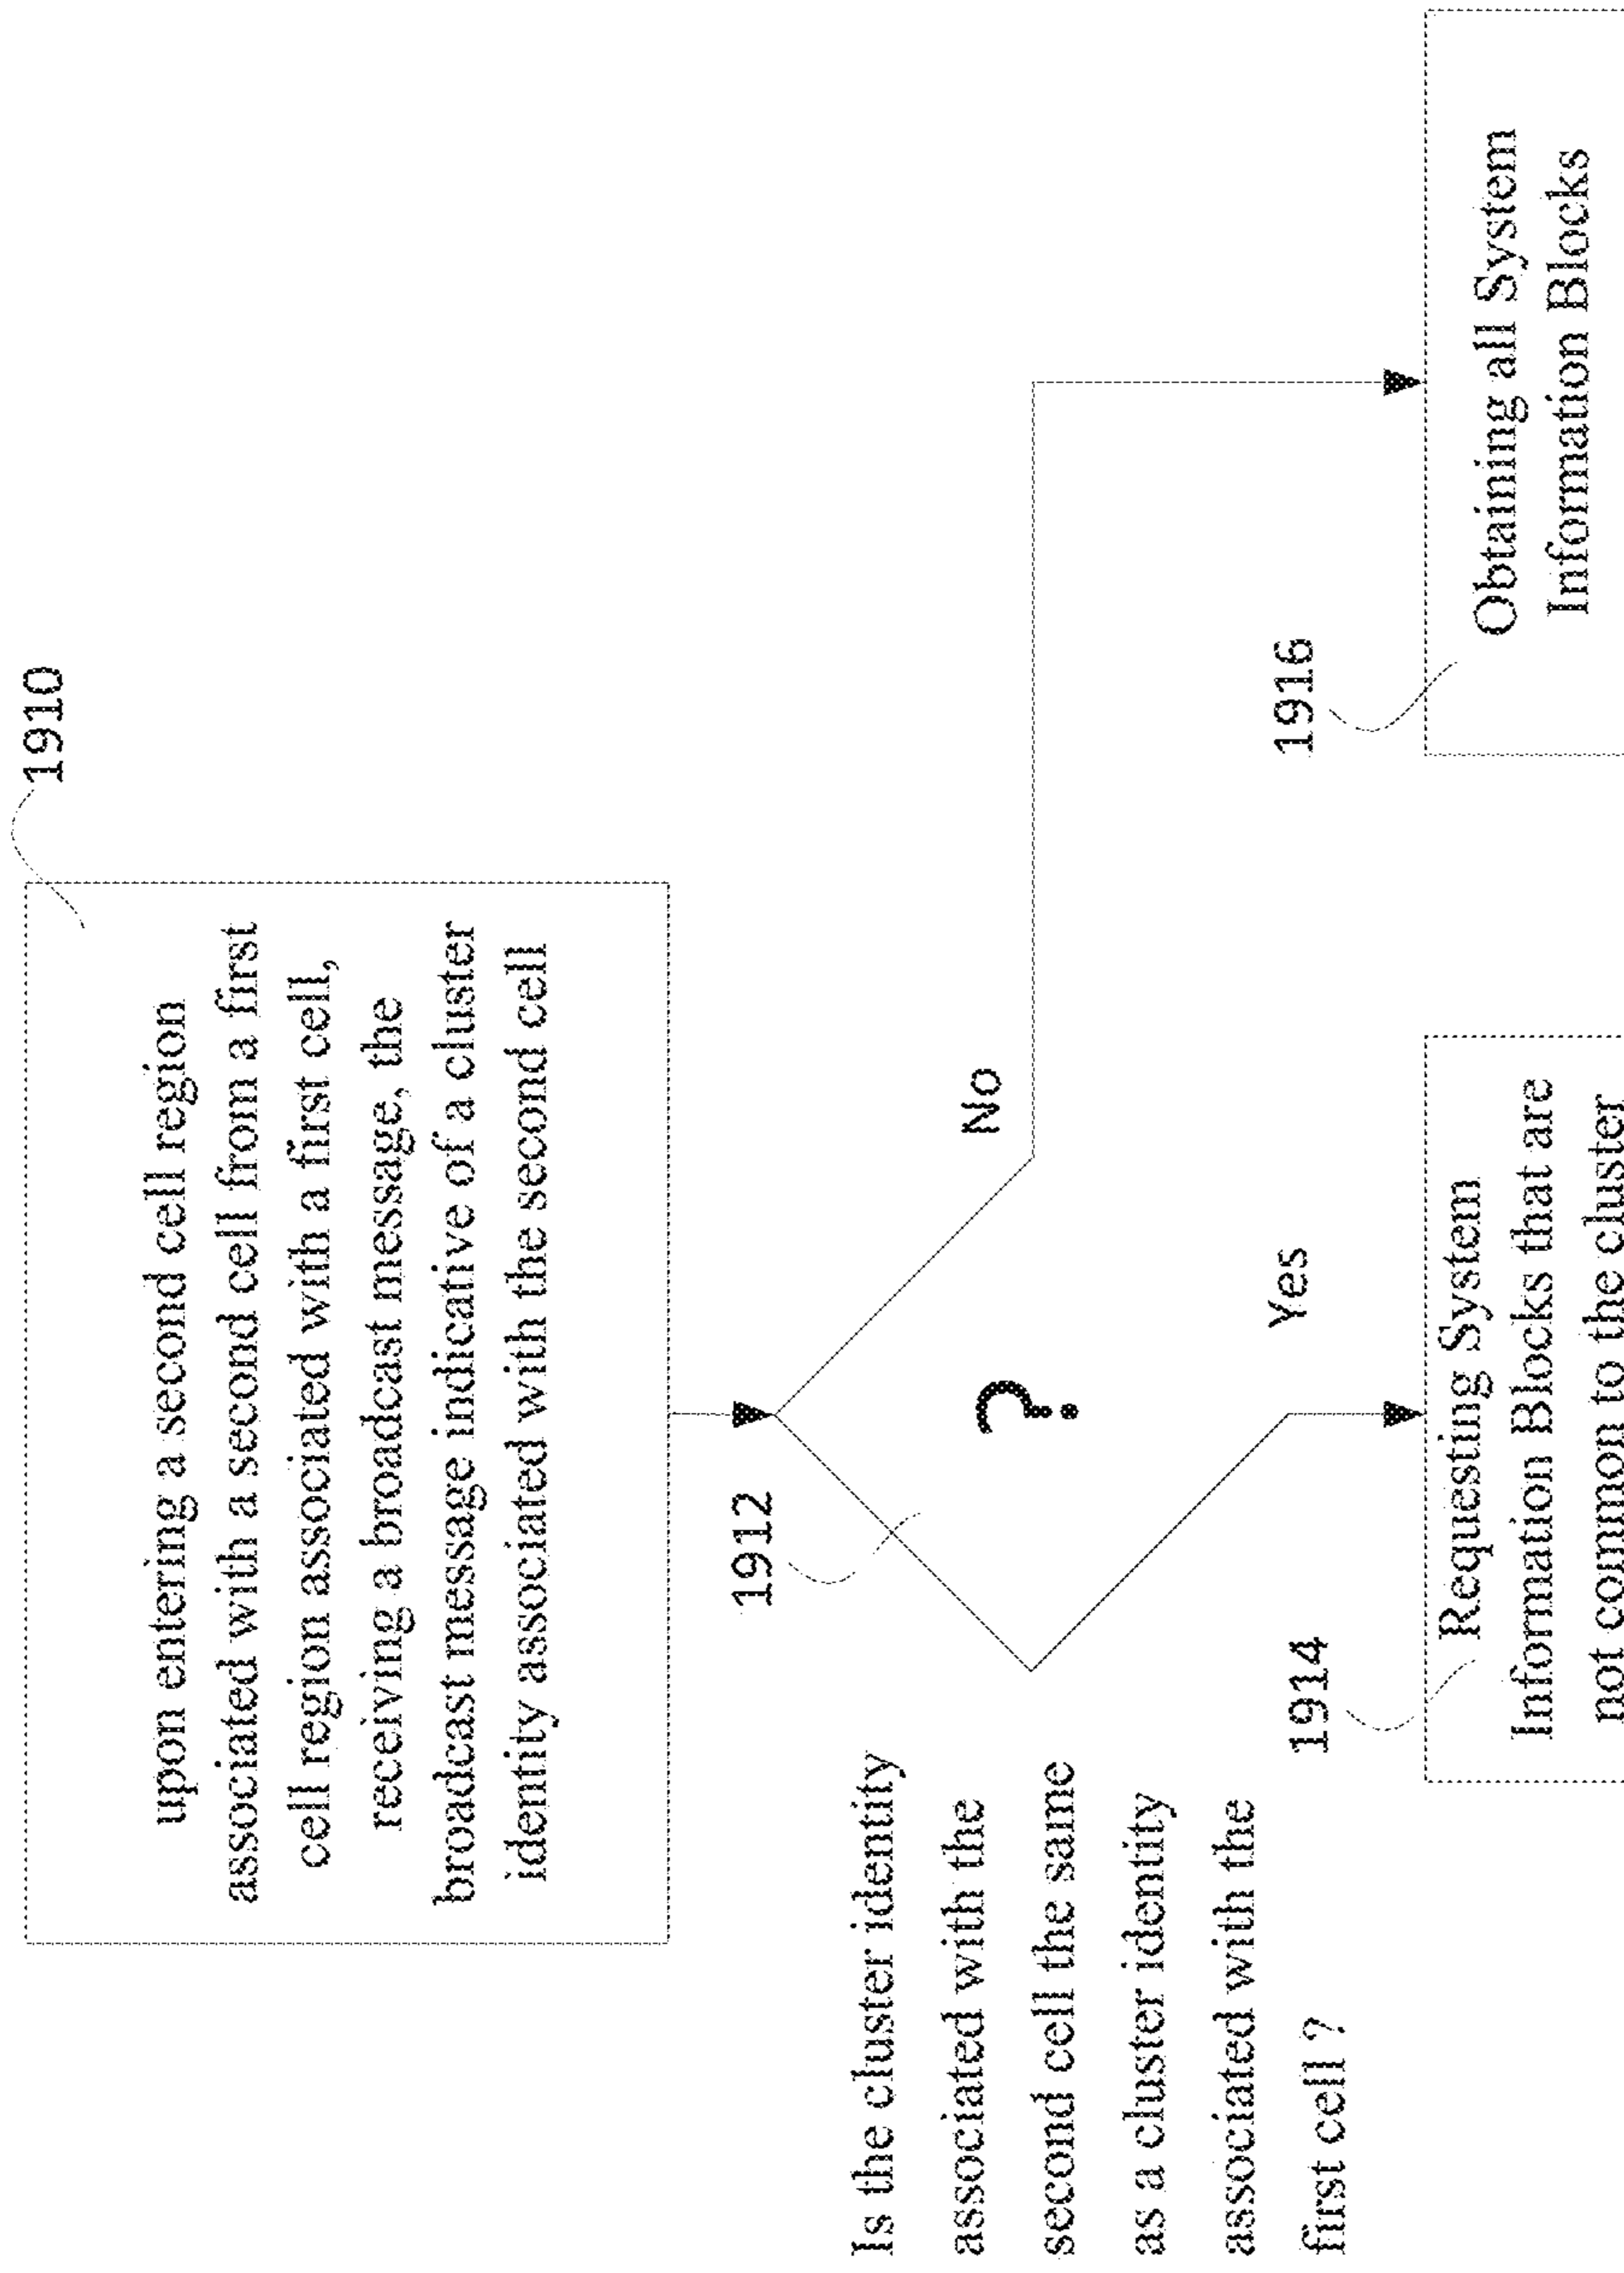 1910
upon entering a second cell region
associated with a second cell from a first
cell region associated with a first cell,
receiving a broadcast message, the
broadcast message indicative of a cluster
identity associated with the second cell
1912
Is the cluster identity
associated with the
second cell the same
as a cluster identity
associated with the
first cell ?
?
No
Yes
1914
Requesting System
Information Blocks that are
not common to the cluster
1916
Obtaining all System
Information Blocks